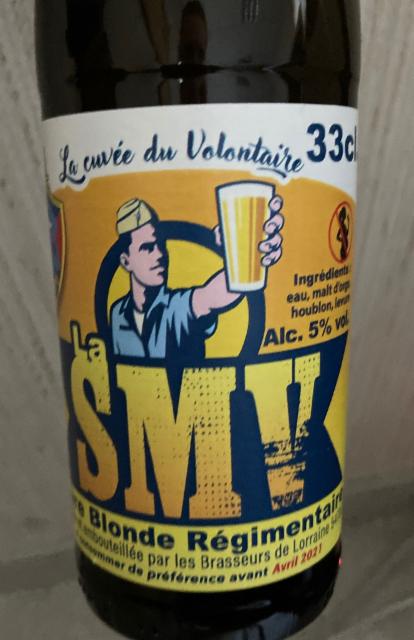 La cuvée du Volontaire
33cl
Ingrédients:
eau, malt d'orge
houblon, levure
Alc. 5% vol.
La
SMV
Blonde Régimentaire
embouteillée par les Brasseurs de Lorraine
de préférence avant Avril 2021